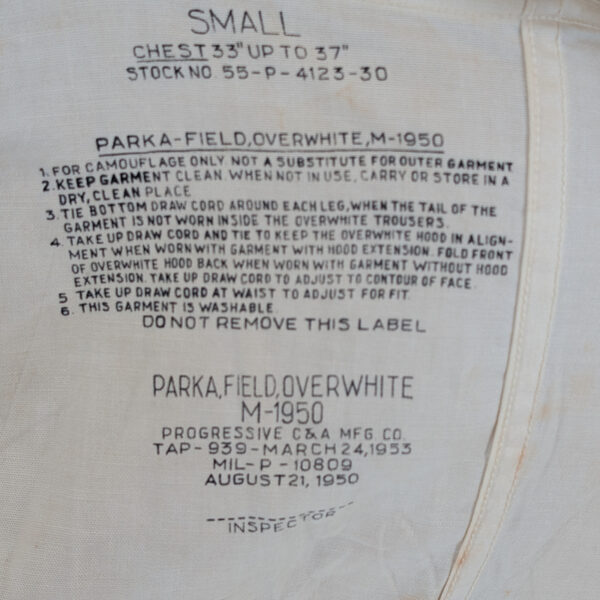 SMALL
CHEST 33" UP TO 37"
STOCK NO 55-P-4123-30
PARKA-FIELD, OVERWHITE, M-1950
1. FOR CAMOUFLAGE ONLY NOT A SUBSTITUTE FOR OUTER GARMENT
2. KEEP GARMENT CLEAN. WHEN NOT IN USE, CARRY OR STORE IN A
DRY, CLEAN PLACE
3. TIE BOTTOM DRAW CORD AROUND EACH LEG, WHEN THE TAIL OF THE
GARMENT IS NOT WORN INSIDE THE OVERWHITE TROUSERS.
4. TAKE UP DRAW CORD AND TIE TO KEEP THE OVERWHITE HOOD IN ALIGN-
MENT WHEN WORN WITH GARMENT WITH HOOD EXTENSION. FOLD FRONT
OF OVERWHITE HOOD BACK WHEN WORN WITH GARMENT WITHOUT HOOD
EXTENSION. TAKE UP DRAW CORD TO ADJUST TO CONTOUR OF FACE.
5 TAKE UP DRAW CORD AT WAIST TO ADJUST FOR FIT
6. THIS GARMENT IS WASHABLE
DO NOT REMOVE THIS LABEL
PARKA, FIELD, OVERWHITE
M-1950
PROGRESSIVE C&A MFG. CO.
TAP-939-MARCH 24, 1953
MIL-P-10809
AUGUST 21, 1950
INSPECTOR